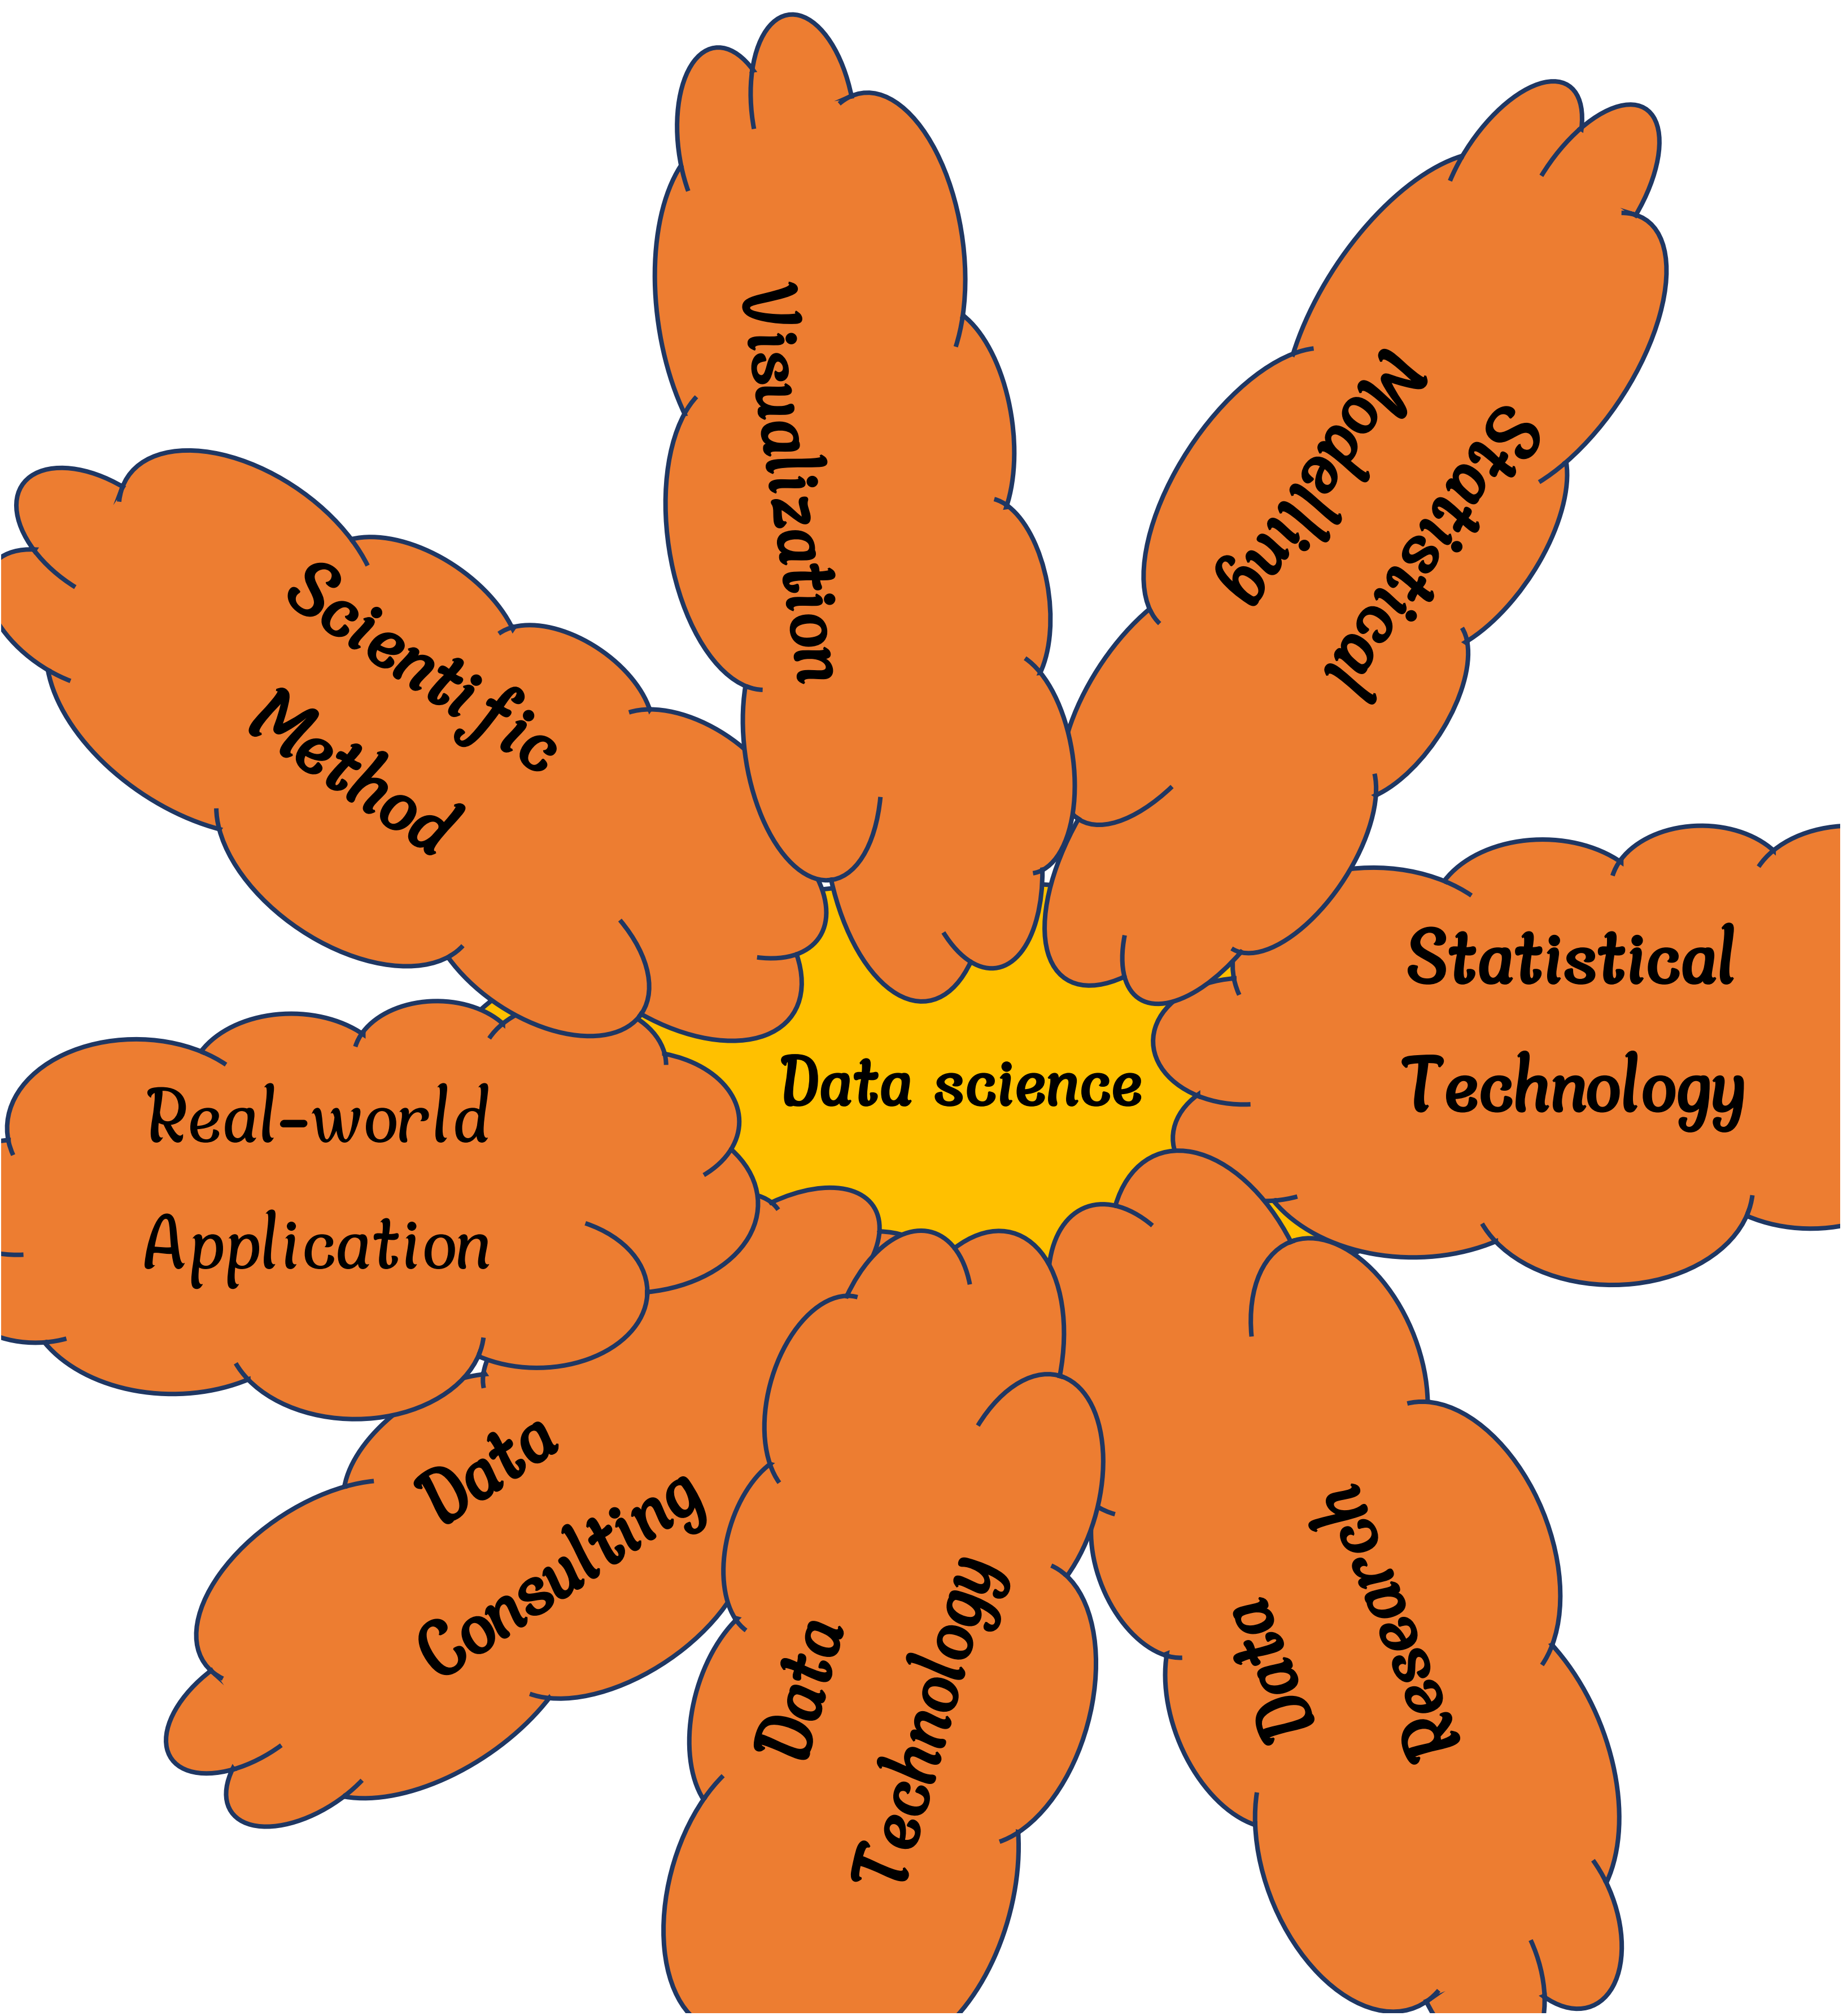 Visualization
Statistical
Modelling
Scientific
Method
Statistical
Technology
Data science
Real-world
Application
Data
Consulting
Data
Technology
Data
Research